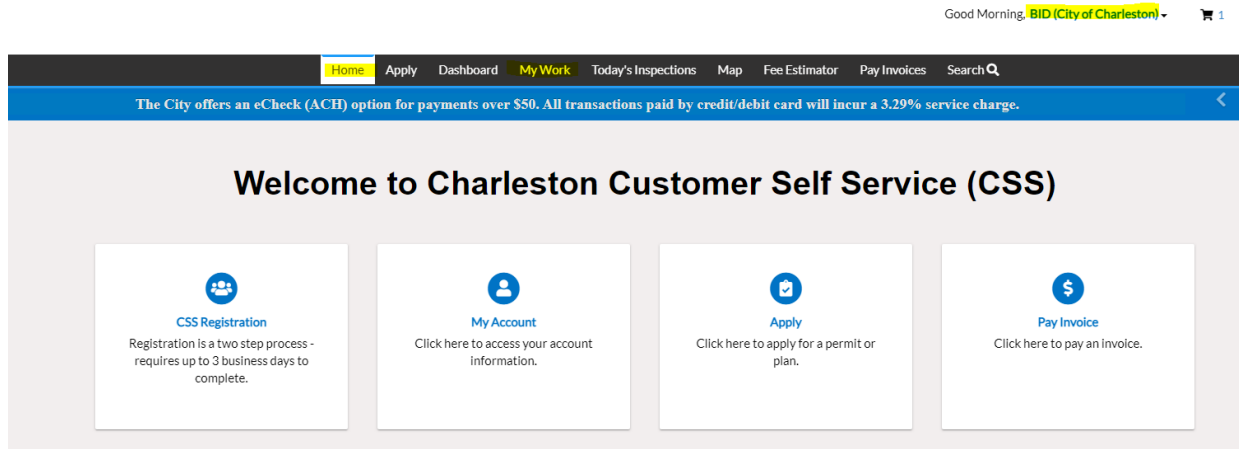 Good Morning, BID (City of Charleston) 1
Home Apply Dashboard My Work Today's Inspections Map Fee Estimator Pay Invoices Search
The City offers an eCheck (ACH) option for payments over $50. All transactions paid by credit/debit card will incur a 3.29% service charge.
Welcome to Charleston Customer Self Service (CSS)
CSS Registration
Registration is a two step process -
requires up to 3 business days to
complete.
My Account
Click here to access your account
information.
Apply
Click here to apply for a permit or
plan.
Pay Invoice
Click here to pay an invoice.